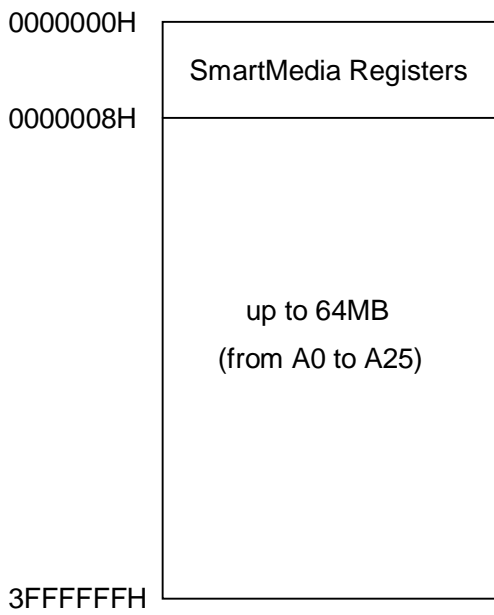 0000000H
SmartMedia Registers
0000008H
up to 64MB
(from A0 to A25)
3FFFFFFH